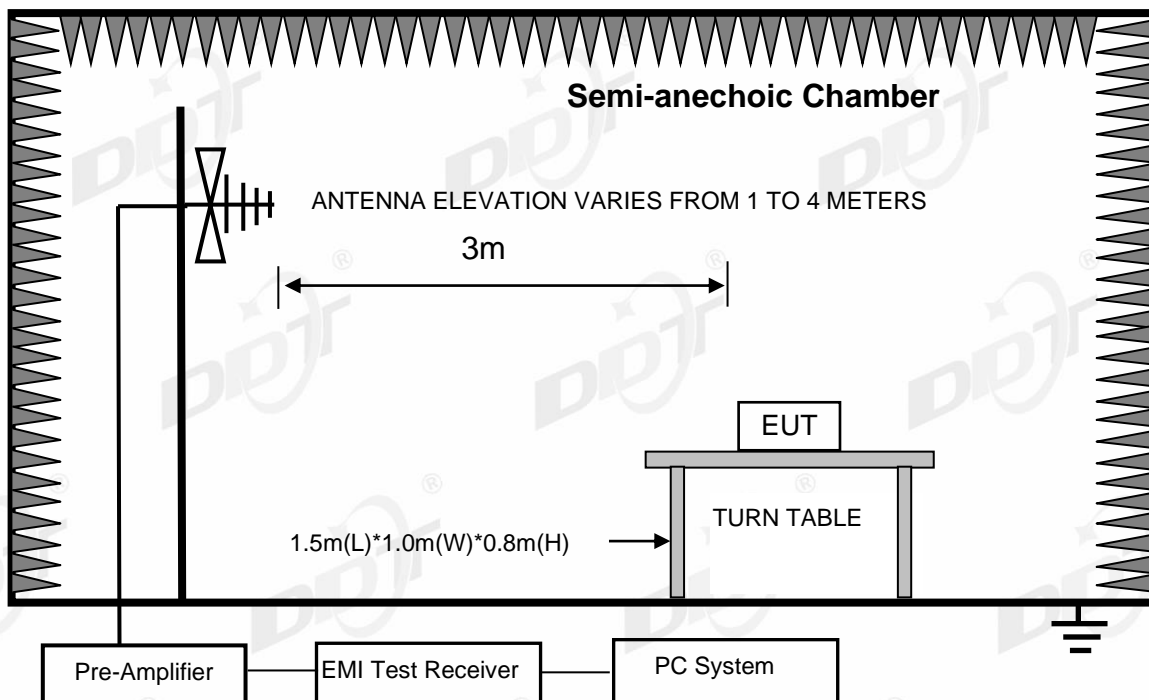 Semi-anechoic Chamber
ANTENNA ELEVATION VARIES FROM 1 TO 4 METERS
3m
EUT
TURN TABLE
1.5m(L)*1.0m(W)*0.8m(H)
Pre-Amplifier
EMI Test Receiver
PC System
DDT
®